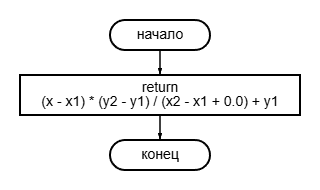 начало
return
(x - x1) * (y2 - y1) / (x2 - x1 + 0.0) + y1
конец